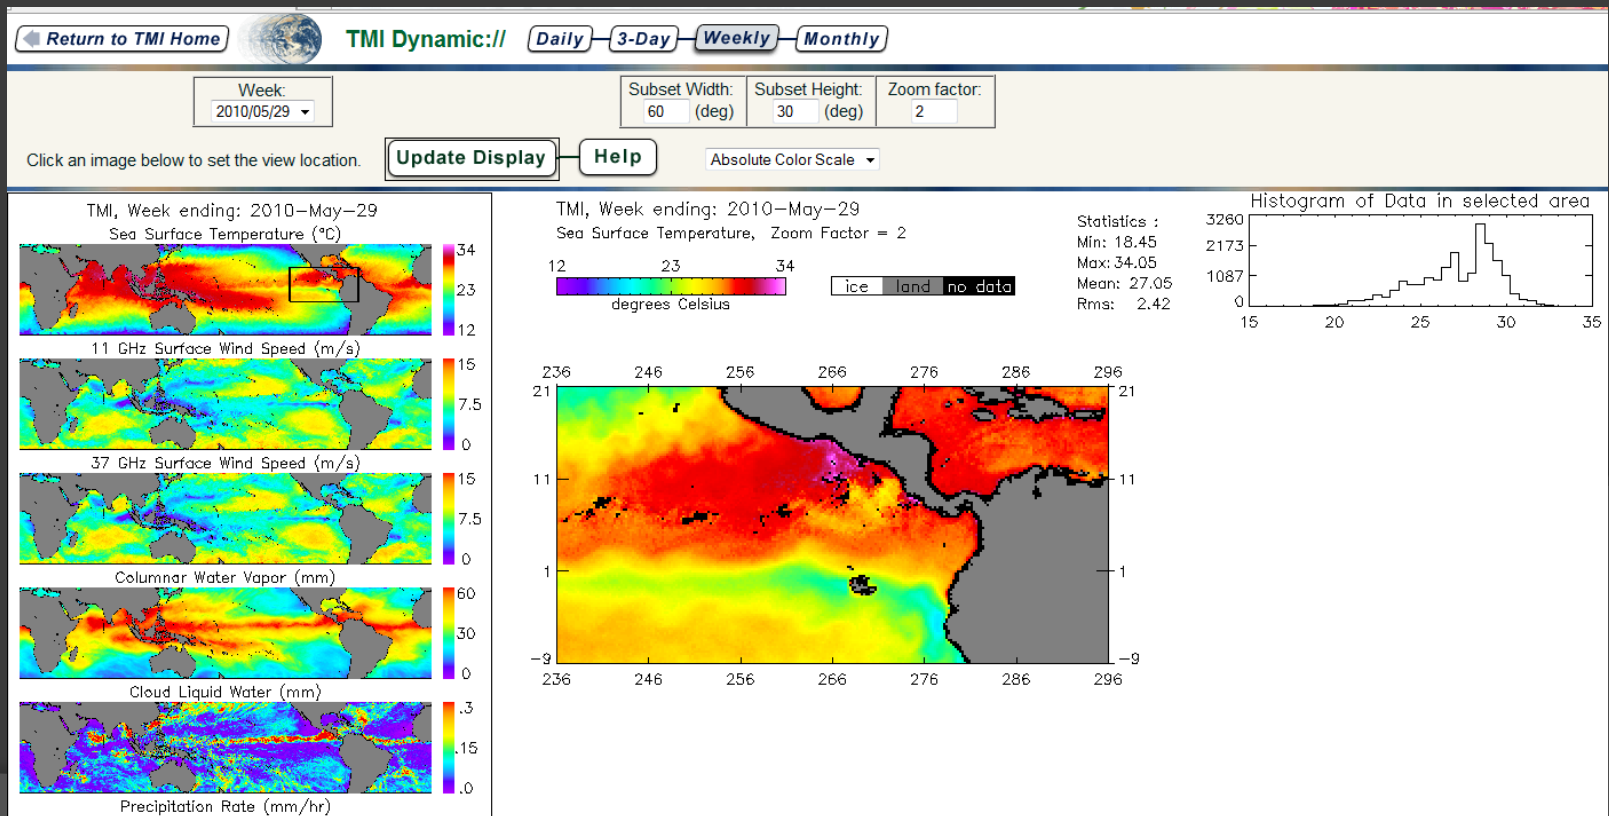 Return to TMI Home TMI Dynamic:// Daily 3-Day Weekly Monthly
Week: Subset Width: Subset Height: Zoom factor:
2010/05/29 60 (deg) 30 (deg) 2
Click an image below to set the view location. Update Display Help Absolute Color Scale
TMI, Week ending: 2010-May-29
Sea Surface Temperature (°C)
34
23
12
11 GHz Surface Wind Speed (m/s)
15
7.5
0
37 GHz Surface Wind Speed (m/s)
15
7.5
0
Columnar Water Vapor (mm)
60
30
0
Cloud Liquid Water (mm)
.3
.15
.0
Precipitation Rate (mm/hr)
TMI, Week ending: 2010-May-29
Sea Surface Temperature, Zoom Factor = 2
12 23 34
degrees Celsius
ice land no data
Statistics :
Min: 18.45
Max: 34.05
Mean: 27.05
Rms: 2.42
Histogram of Data in selected area
3260
2173
1087
0
15 20 25 30 35
236 246 256 266 276 286 296
21 21
11 11
1 1
-9 -9
236 246 256 266 276 286 296